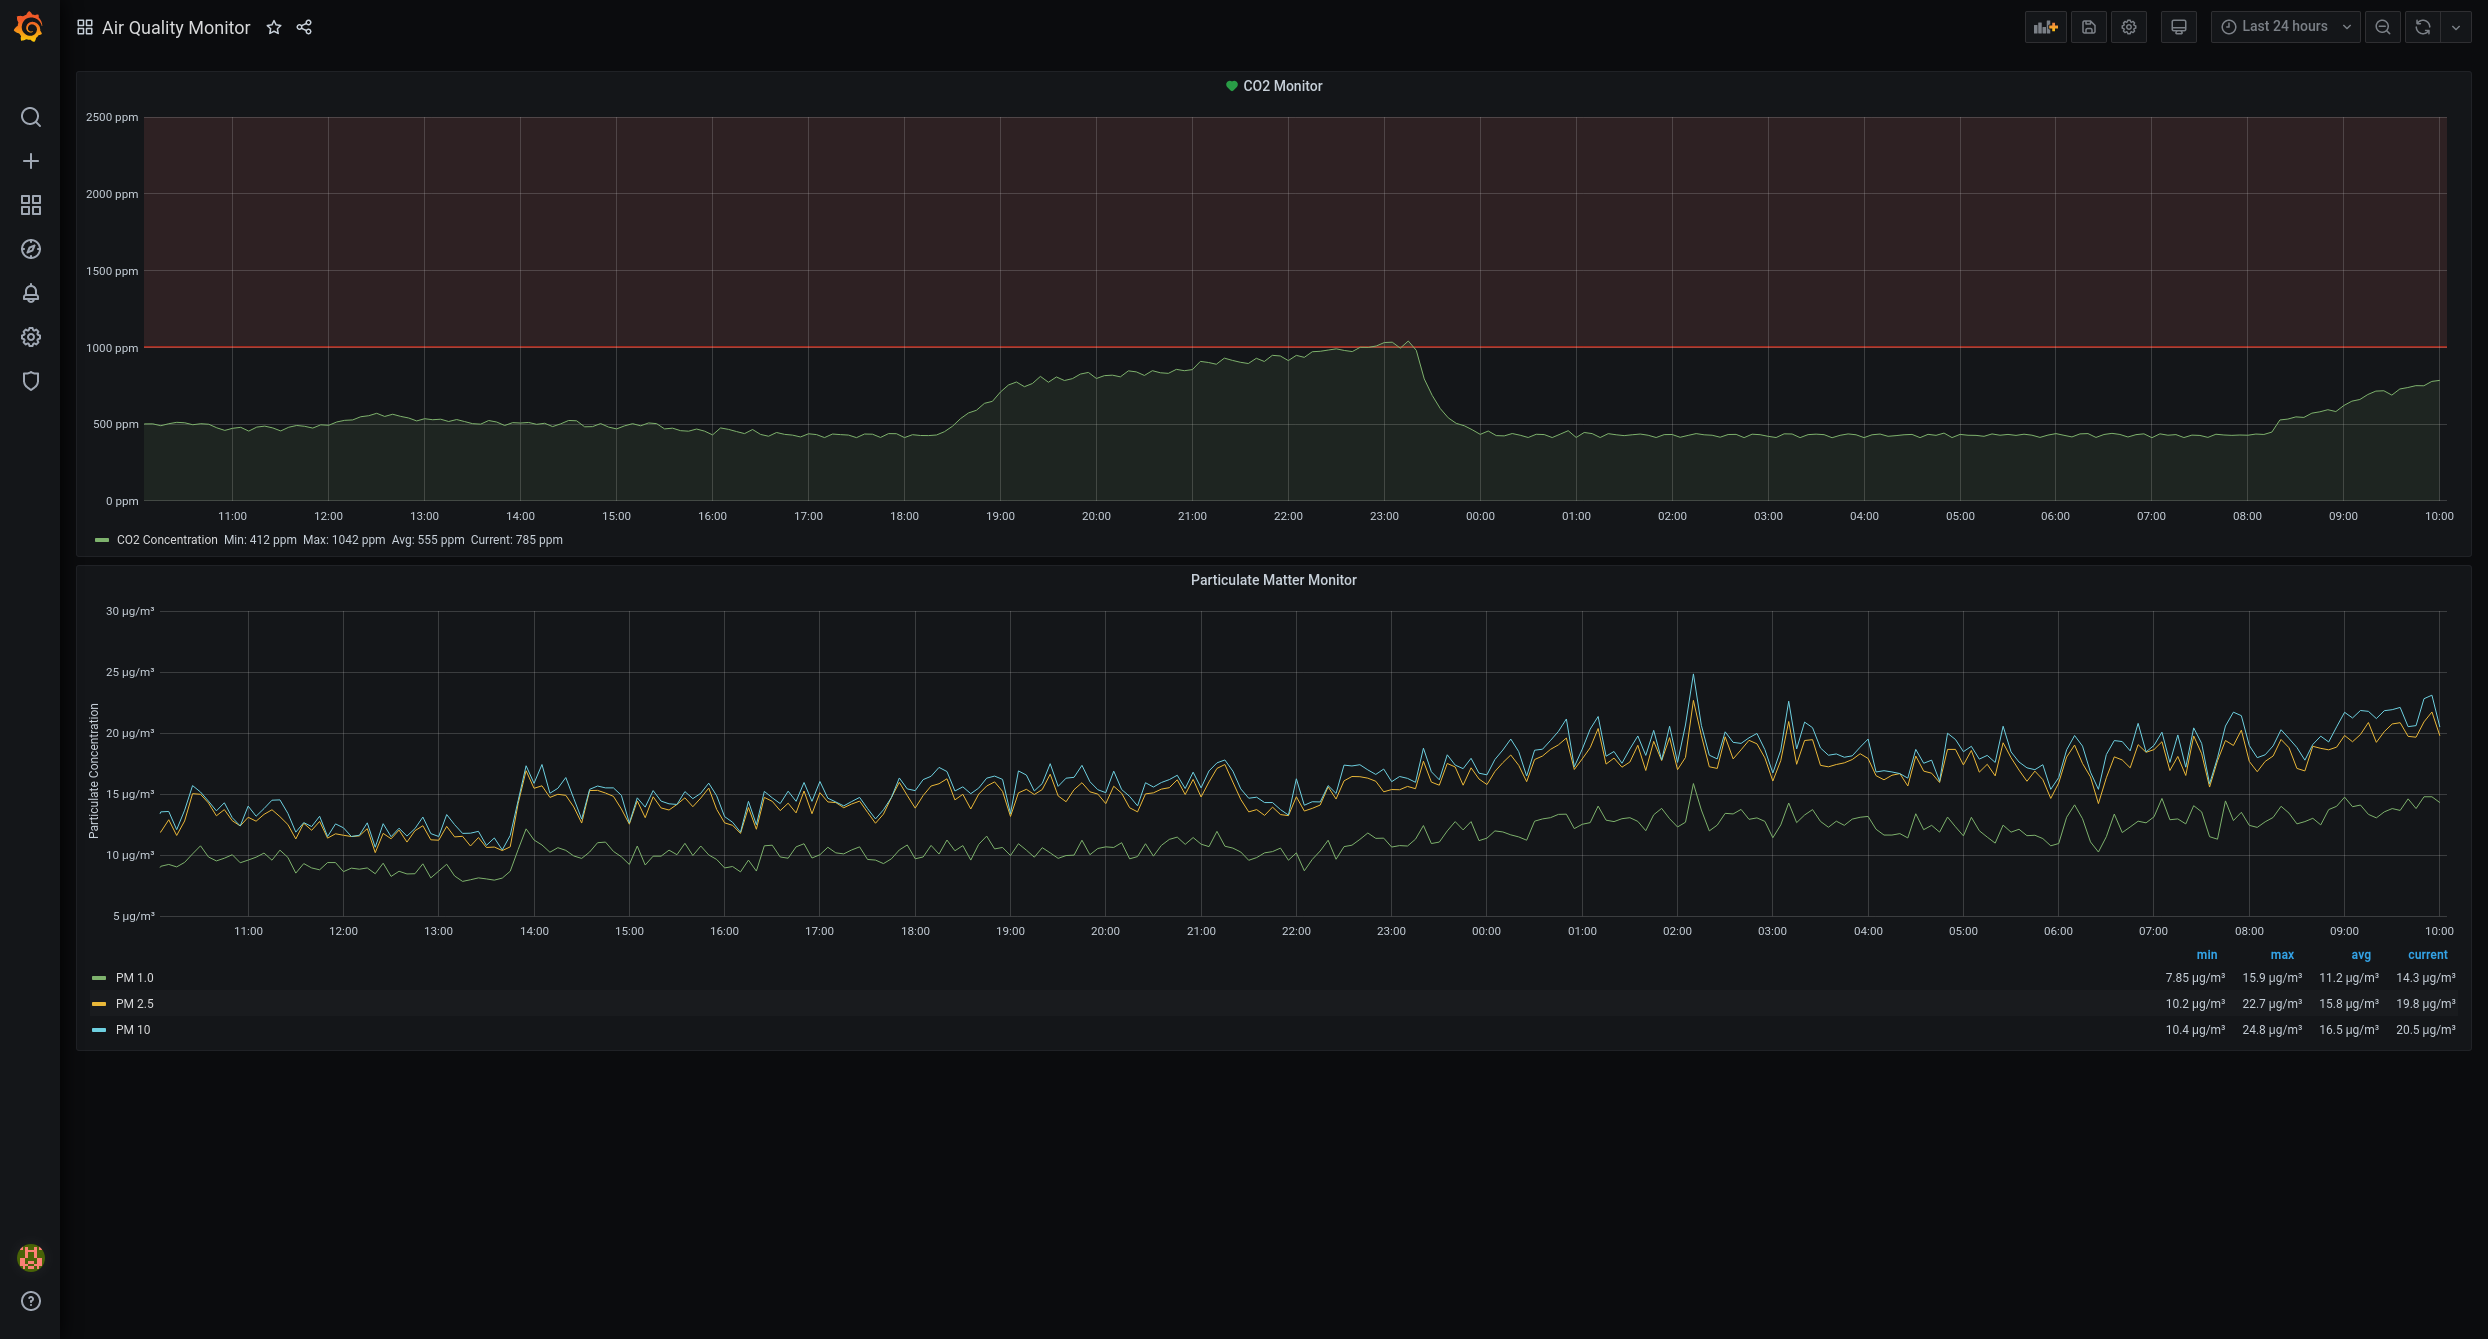 Air Quality Monitor
Last 24 hours
CO2 Monitor
2500 ppm
2000 ppm
1500 ppm
1000 ppm
500 ppm
0 ppm
11:00 12:00 13:00 14:00 15:00 16:00 17:00 18:00 19:00 20:00 21:00 22:00 23:00 00:00 01:00 02:00 03:00 04:00 05:00 06:00 07:00 08:00 09:00 10:00
CO2 Concentration Min: 412 ppm Max: 1042 ppm Avg: 555 ppm Current: 785 ppm
Particulate Matter Monitor
Particulate Concentration
30 µg/m³
25 µg/m³
20 µg/m³
15 µg/m³
10 µg/m³
5 µg/m³
11:00 12:00 13:00 14:00 15:00 16:00 17:00 18:00 19:00 20:00 21:00 22:00 23:00 00:00 01:00 02:00 03:00 04:00 05:00 06:00 07:00 08:00 09:00 10:00
min max avg current
PM 1.0 7.85 µg/m³ 15.9 µg/m³ 11.2 µg/m³ 14.3 µg/m³
PM 2.5 10.2 µg/m³ 22.7 µg/m³ 15.8 µg/m³ 19.8 µg/m³
PM 10 10.4 µg/m³ 24.8 µg/m³ 16.5 µg/m³ 20.5 µg/m³